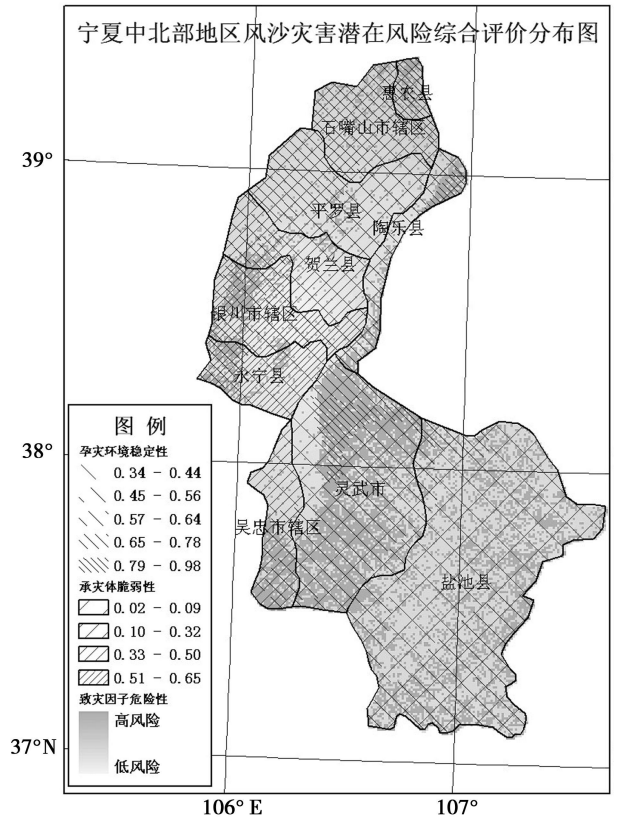 宁夏中北部地区风沙灾害潜在风险综合评价分布图
惠农县
石嘴山市辖区
39°
平罗县
陶乐县
贺兰县
银川市辖区
永宁县
图 例
孕灾环境稳定性
0.34 - 0.44
0.45 - 0.56
0.57 - 0.64
0.65 - 0.78
0.79 - 0.98
承灾体脆弱性
0.02 - 0.09
0.10 - 0.32
0.33 - 0.50
0.51 - 0.65
致灾因子危险性
高风险
低风险
38°
灵武市
吴忠市辖区
盐池县
37°N
106° E
107°